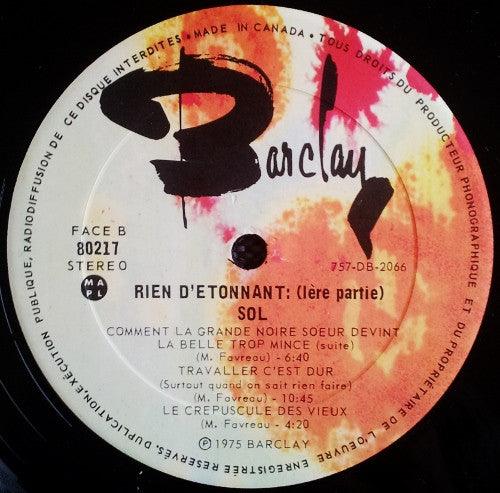 DUPLICATION, EXÉCUTION PUBLIQUE, RADIODIFFUSION DE CE DISQUE INTERDITES • MADE IN CANADA • TOUS DROITS DU PRODUCTEUR PHONOGRAPHIQUE ET DU PROPRIÉTAIRE DE L'OEUVRE ENREGISTRÉE RÉSERVÉS.
Barclay
FACE B
80217
STEREO
MAPL
757-DB-2066
RIEN D'ETONNANT: (1ère partie)
SOL
COMMENT LA GRANDE NOIRE SOEUR DEVINT
LA BELLE TROP MINCE (suite)
(M. Favreau) - 6:40
TRAVALLER C'EST DUR
(Surtout quand on sait rien faire)
(M. Favreau) - 10:45
LE CREPUSCULE DES VIEUX
(M. Favreau) - 4:20
℗ 1975 BARCLAY